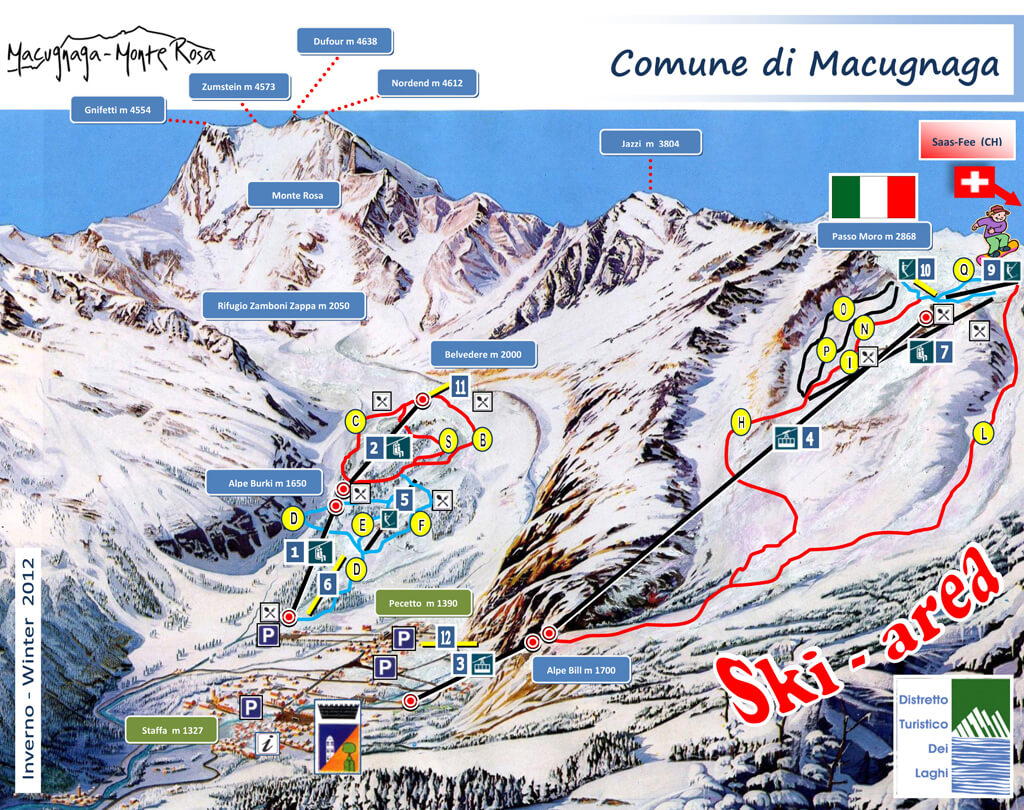 Macugnaga-Monte Rosa
Comune di Macugnaga
Dufour m 4638
Zumstein m 4573
Nordend m 4612
Gnifetti m 4554
Jazzi m 3804
Saas-Fee (CH)
Monte Rosa
Passo Moro m 2868
10
Q
9
Rifugio Zamboni Zappa m 2050
O
N
P
I
7
Belvedere m 2000
11
C
S
B
2
H
4
L
Alpe Burki m 1650
5
D
E
F
1
D
6
Pecetto m 1390
P
P
12
3
P
Alpe Bill m 1700
Ski-area
P
Staffa m 1327
i
Inverno - Winter 2012
Distretto
Turistico
Dei
Laghi